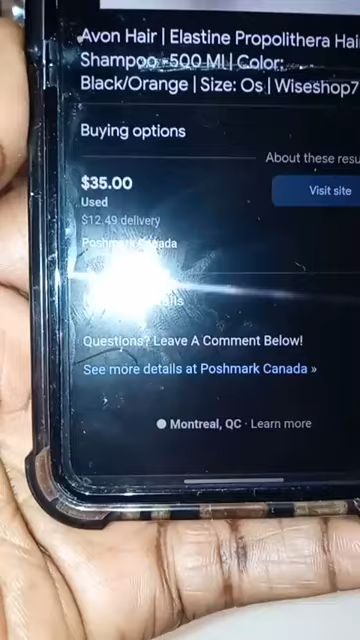 Avon Hair | Elastine Propolithera Hai
Shampoo -500 Ml | Color:
Black/Orange | Size: Os | Wiseshop7
Buying options
About these resu
$35.00
Visit site
Used
$12.49 delivery
Poshmark Canada
Questions? Leave A Comment Below!
See more details at Poshmark Canada »
Montreal, QC · Learn more